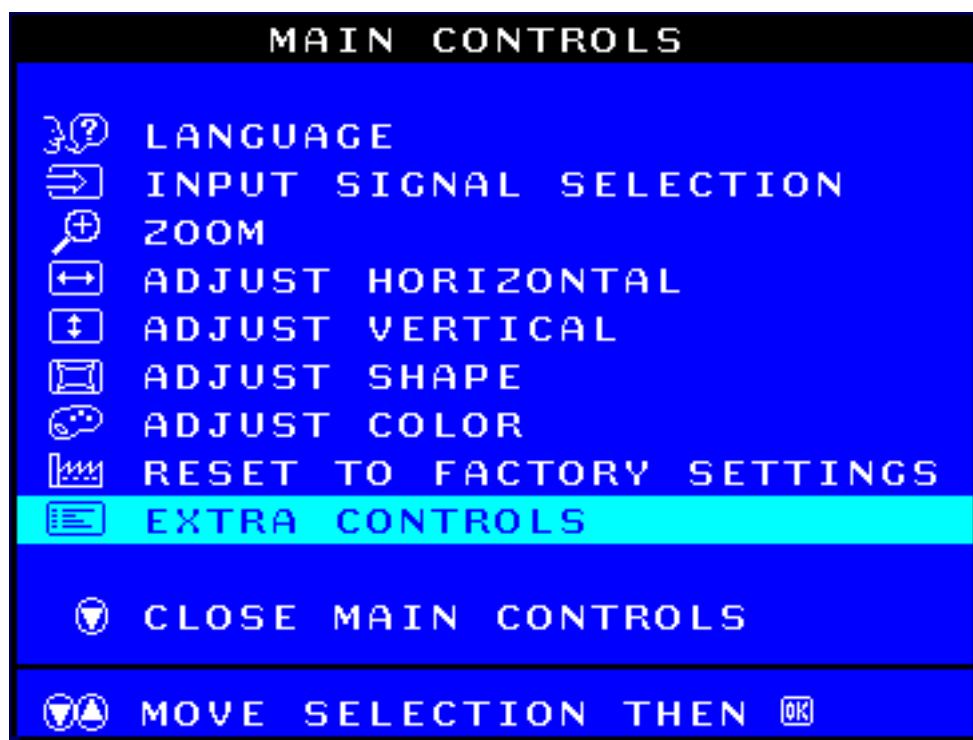 MAIN CONTROLS
LANGUAGE
INPUT SIGNAL SELECTION
ZOOM
ADJUST HORIZONTAL
ADJUST VERTICAL
ADJUST SHAPE
ADJUST COLOR
RESET TO FACTORY SETTINGS
EXTRA CONTROLS
CLOSE MAIN CONTROLS
MOVE SELECTION THEN OK